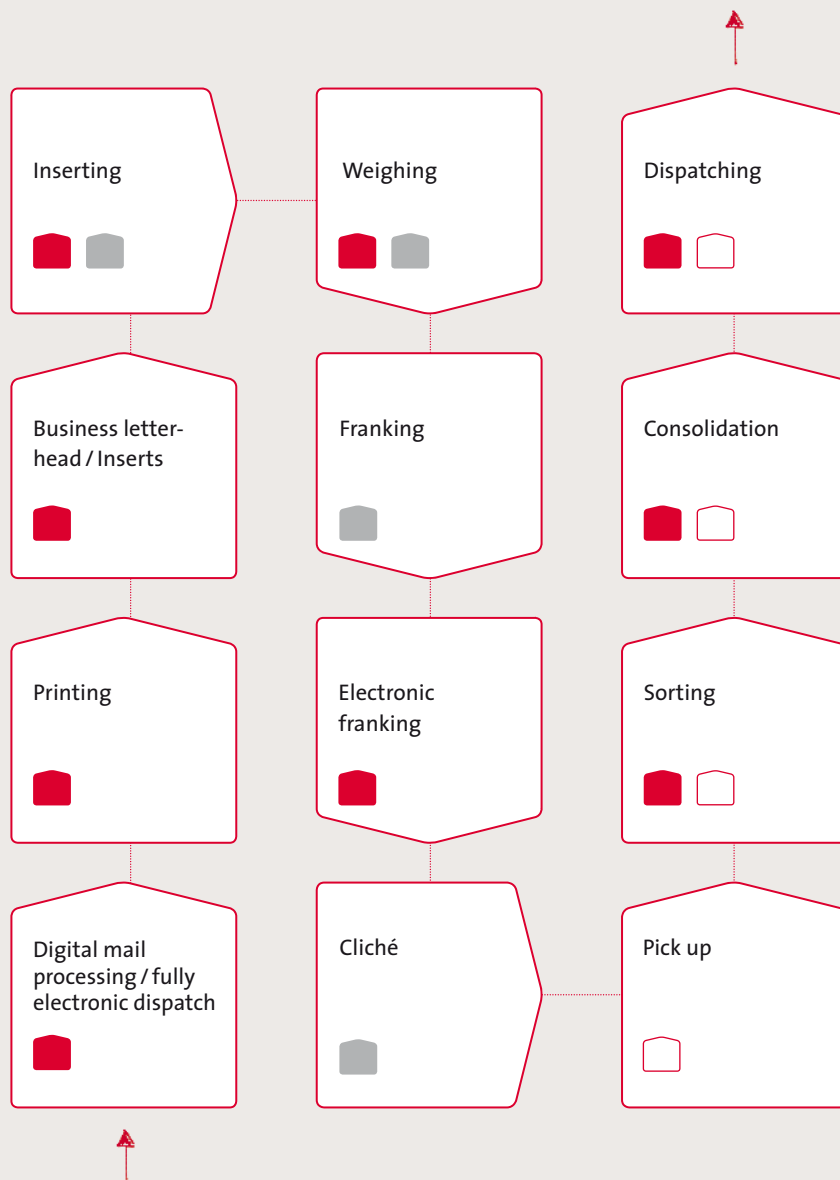 Inserting
Weighing
Dispatching
Business letter-
head / Inserts
Franking
Consolidation
Printing
Electronic
franking
Sorting
Digital mail
processing / fully
electronic dispatch
Cliché
Pick up